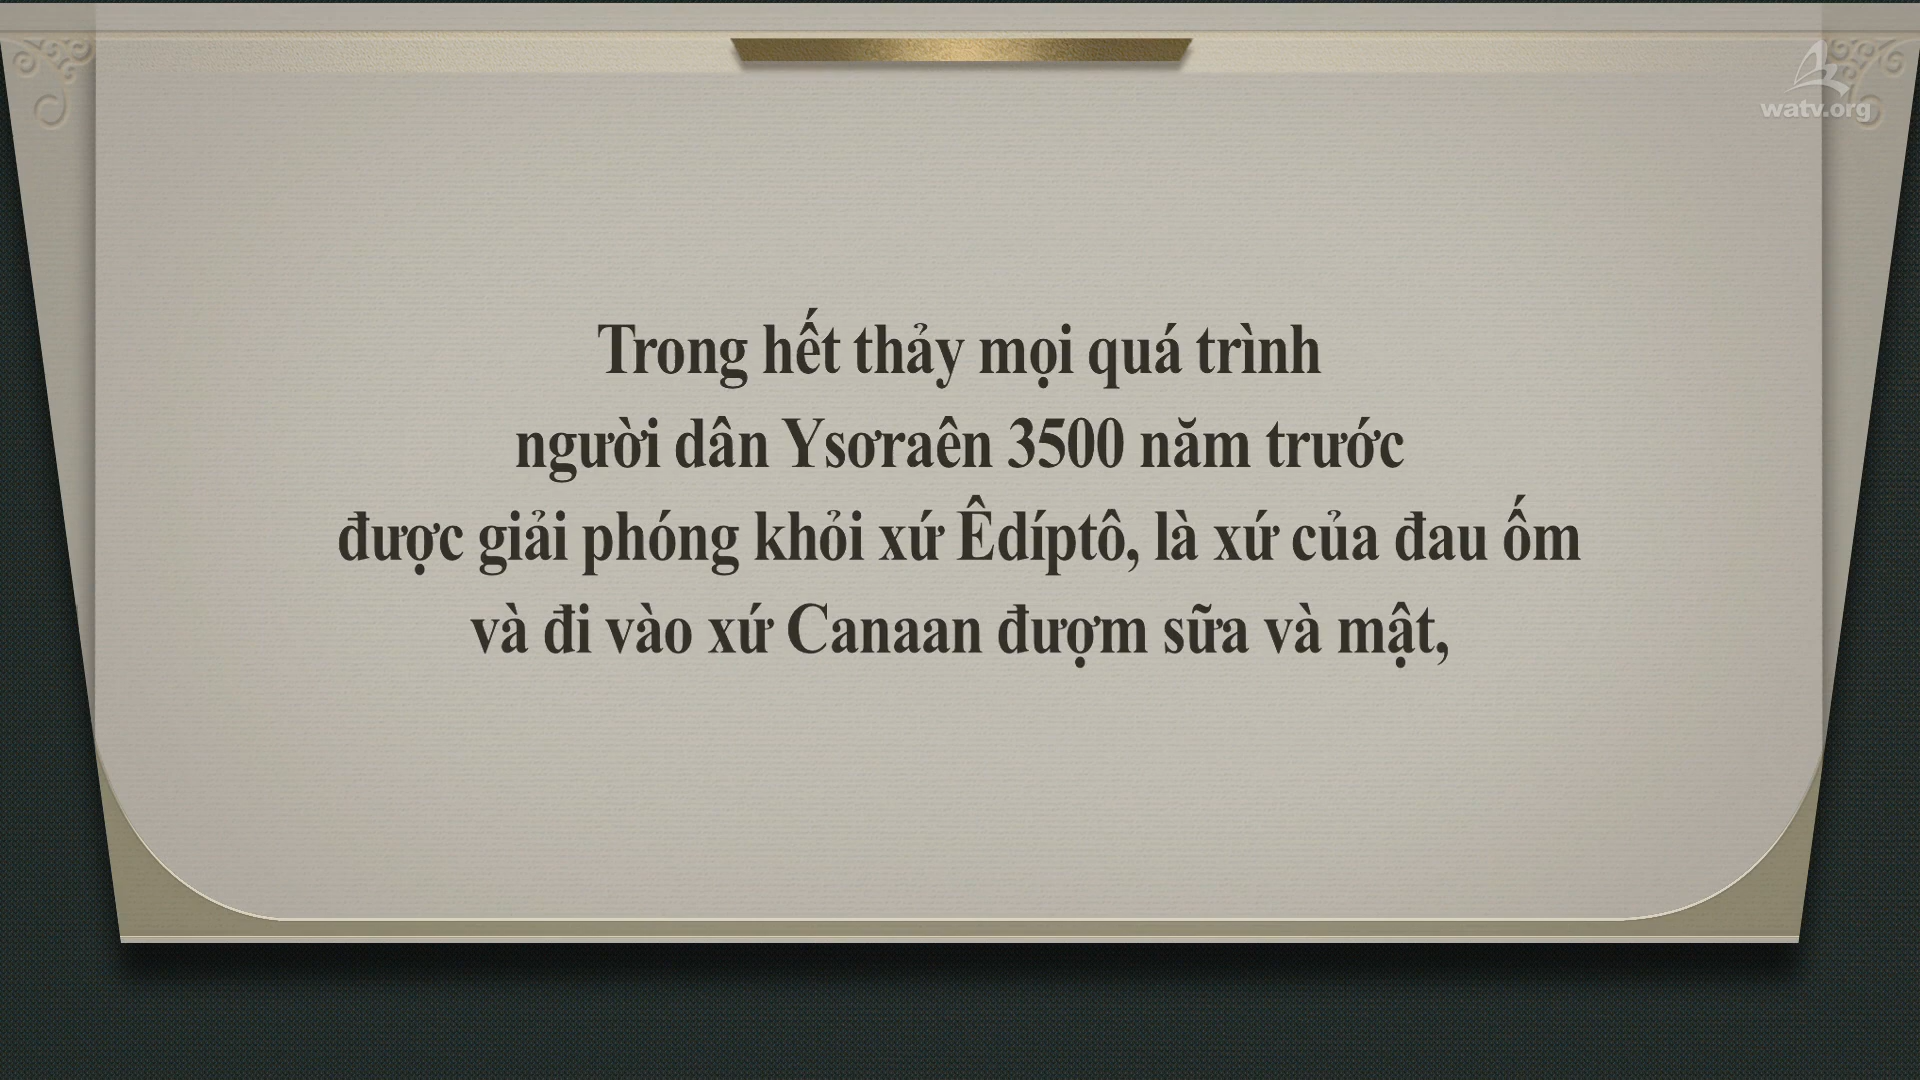 watv.org
Trong hết thảy mọi quá trình
người dân Ysơraên 3500 năm trước
được giải phóng khỏi xứ Êdíptô, là xứ của đau ốm
và đi vào xứ Canaan đượm sữa và mật,